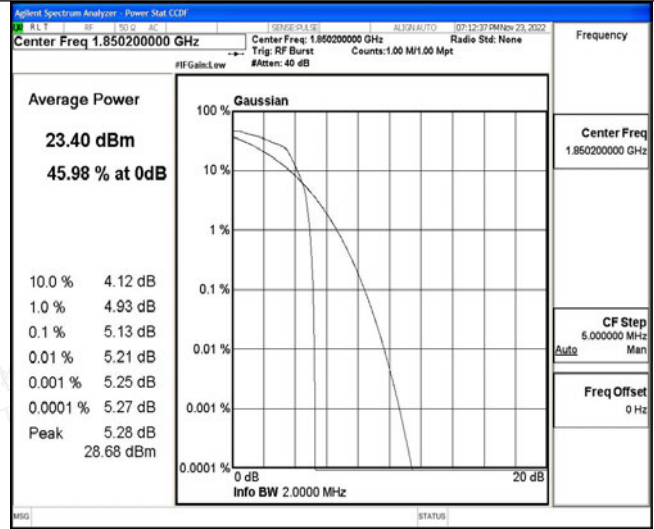 Agilent Spectrum Analyzer - Power Stat CCDF
RLT RF 50 Ω AC SENSE:PULSE ALIGN AUTO 07:12:37 PM Nov 23, 2022
Center Freq 1.850200000 GHz
Center Freq: 1.850200000 GHz Radio Std: None
Trig: RF Burst Counts:1.00 M/1.00 Mpt
#IFGain:Low #Atten: 40 dB
Frequency
Average Power
23.40 dBm
45.98 % at 0dB
10.0 % 4.12 dB
1.0 % 4.93 dB
0.1 % 5.13 dB
0.01 % 5.21 dB
0.001 % 5.25 dB
0.0001 % 5.27 dB
Peak 5.28 dB
28.68 dBm
Gaussian
100 %
10 %
1 %
0.1 %
0.01 %
0.001 %
0.0001 %
0 dB 20 dB
Info BW 2.0000 MHz
Center Freq
1.850200000 GHz
CF Step
5.000000 MHz
Auto Man
Freq Offset
0 Hz
MSG STATUS